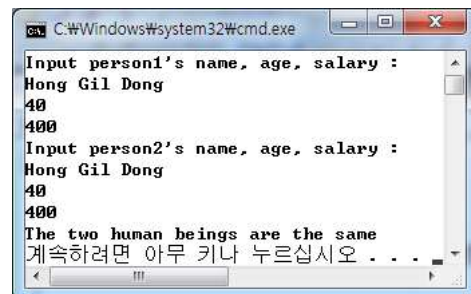 C:₩Windows₩system32₩cmd.exe
Input person1's name, age, salary :
Hong Gil Dong
40
400
Input person2's name, age, salary :
Hong Gil Dong
40
400
The two human beings are the same
계속하려면 아무 키나 누르십시오 . . .